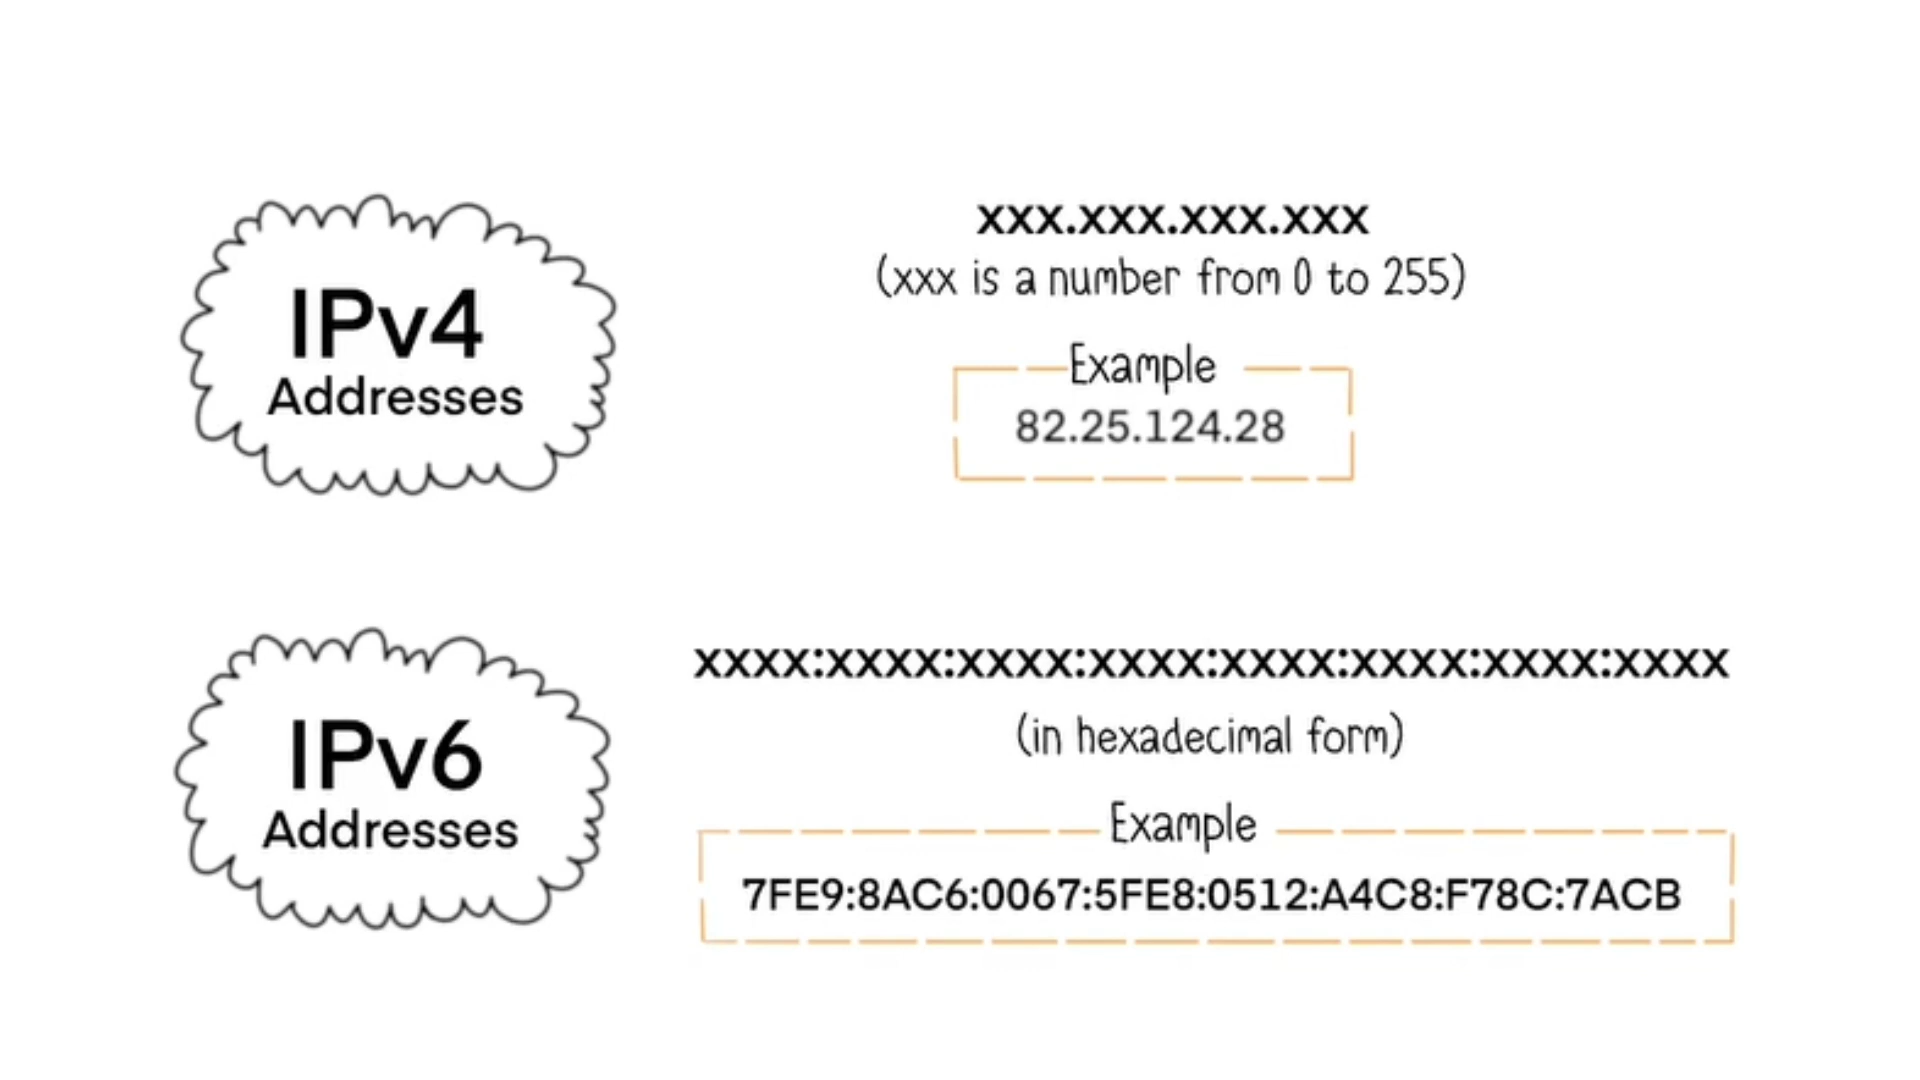 IPv4
Addresses
xxx.xxx.xxx.xxx
(xxx is a number from 0 to 255)
Example
82.25.124.28
IPv6
Addresses
xxxx:xxxx:xxxx:xxxx:xxxx:xxxx:xxxx:xxxx
(in hexadecimal form)
Example
7FE9:8AC6:0067:5FE8:0512:A4C8:F78C:7ACB